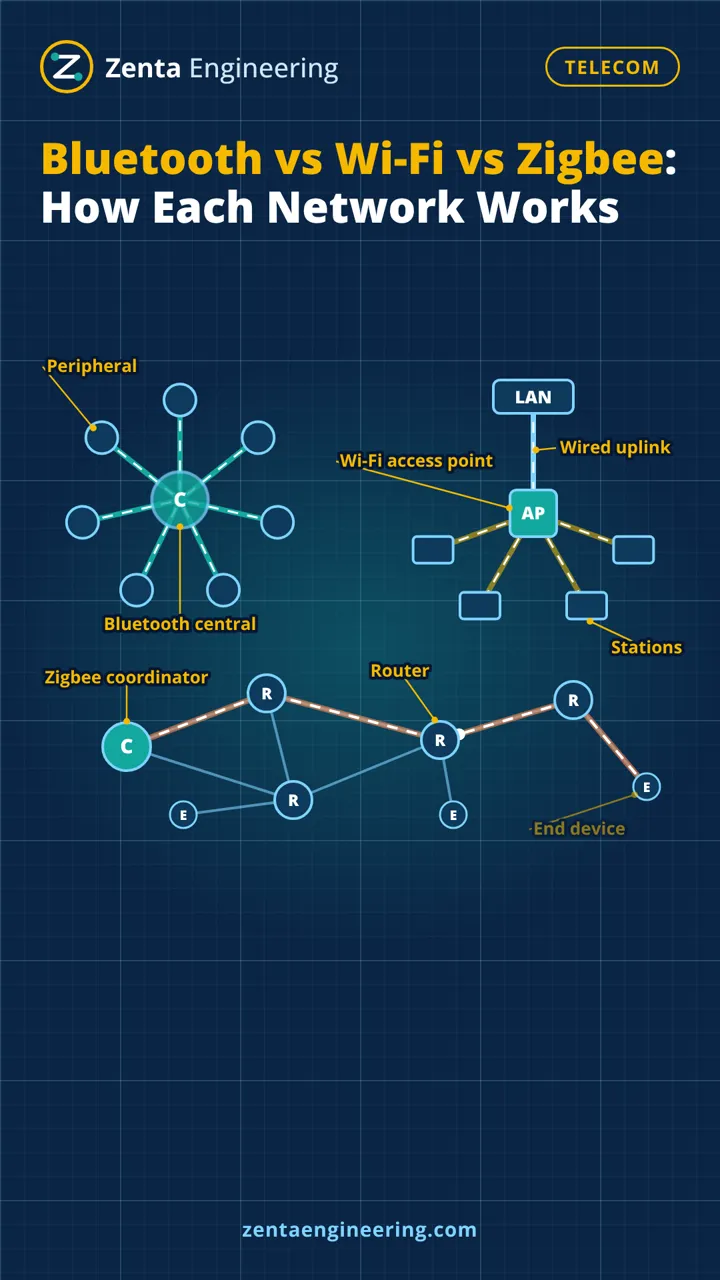 Zenta Engineering
TELECOM
Bluetooth vs Wi-Fi vs Zigbee:
How Each Network Works
Peripheral
C
Bluetooth central
LAN
Wired uplink
Wi-Fi access point
AP
Stations
Zigbee coordinator
Router
C
R
R
R
R
E
E
E
End device
zentaengineering.com